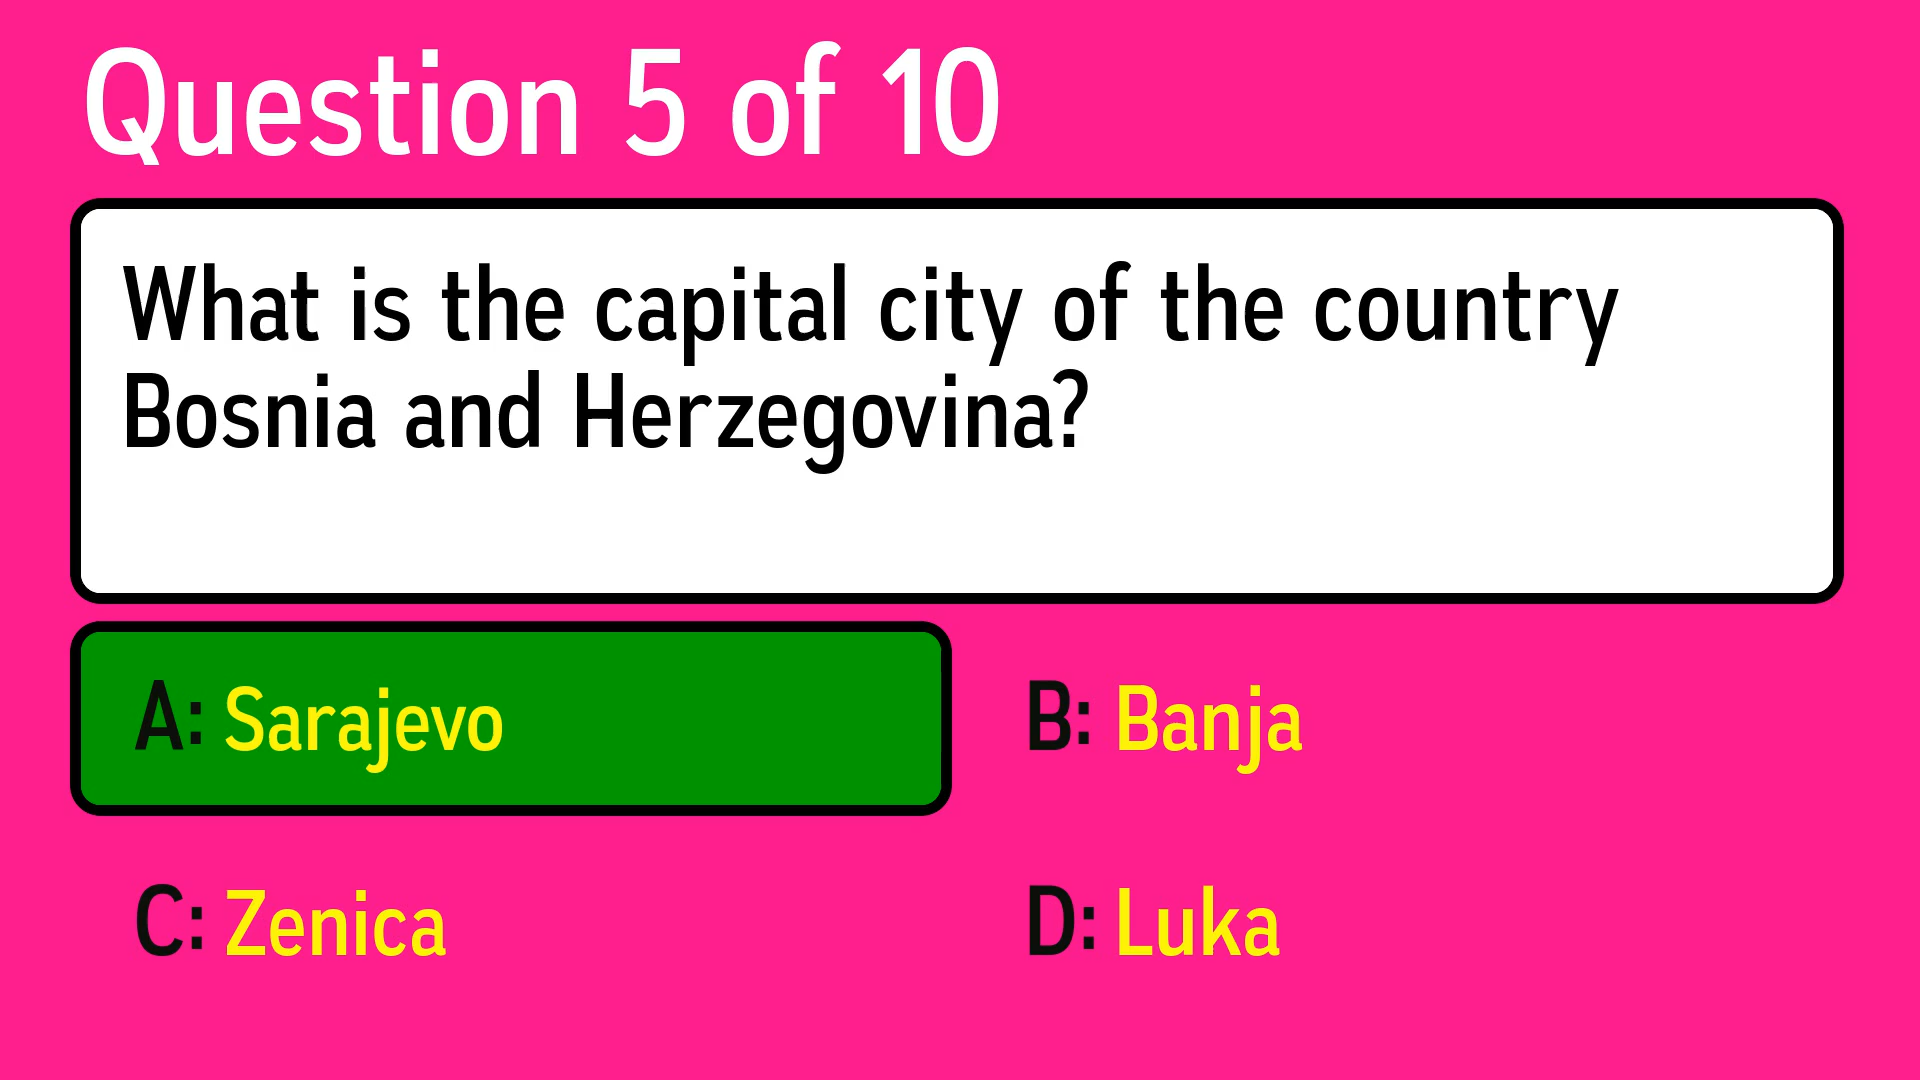 Question 5 of 10
What is the capital city of the country
Bosnia and Herzegovina?
A: Sarajevo
B: Banja
C: Zenica
D: Luka